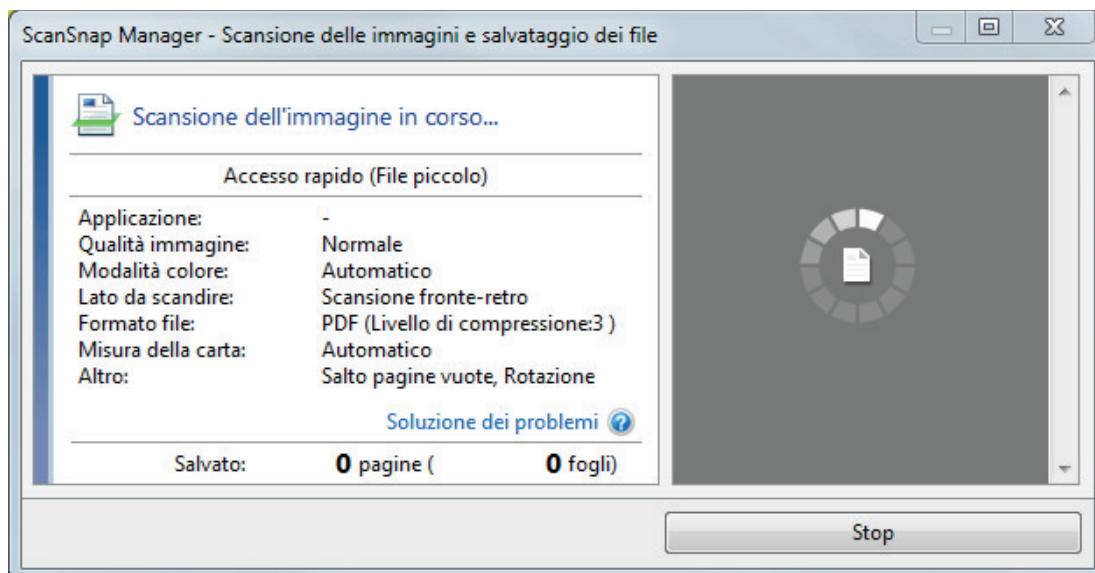 ScanSnap Manager - Scansione delle immagini e salvataggio dei file
Scansione dell'immagine in corso...
Accesso rapido (File piccolo)
Applicazione: -
Qualità immagine: Normale
Modalità colore: Automatico
Lato da scandire: Scansione fronte-retro
Formato file: PDF (Livello di compressione:3 )
Misura della carta: Automatico
Altro: Salto pagine vuote, Rotazione
Soluzione dei problemi
Salvato: 0 pagine ( 0 fogli)
Stop